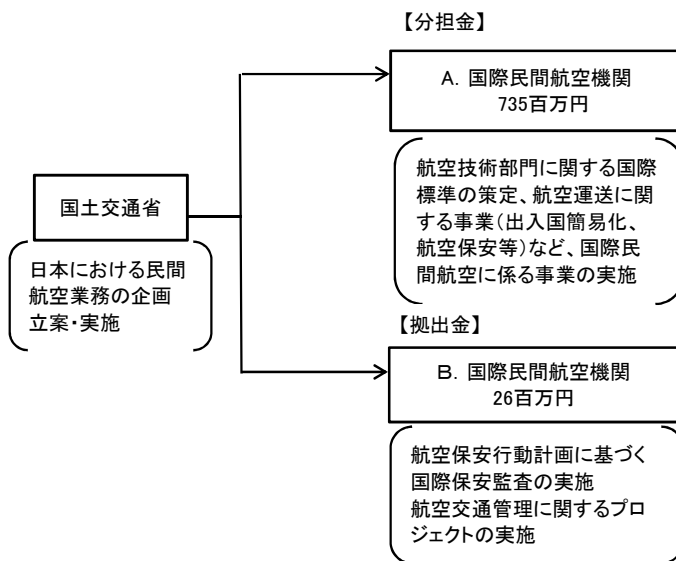 【分担金】
A. 国際民間航空機関
735百万円
航空技術部門に関する国際
標準の策定、航空運送に関
する事業(出入国簡易化、
航空保安等)など、国際民
間航空に係る事業の実施
国土交通省
日本における民間
航空業務の企画
立案・実施
【拠出金】
B. 国際民間航空機関
26百万円
航空保安行動計画に基づく
国際保安監査の実施
航空交通管理に関するプロ
ジェクトの実施